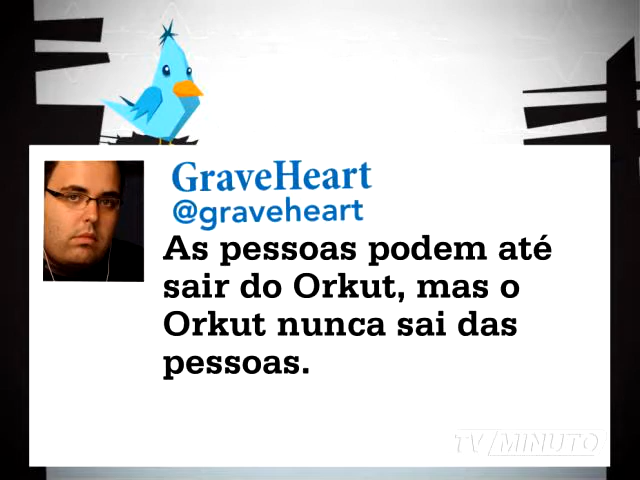 GraveHeart
@graveheart
As pessoas podem até
sair do Orkut, mas o
Orkut nunca sai das
pessoas.
TV MINUTO